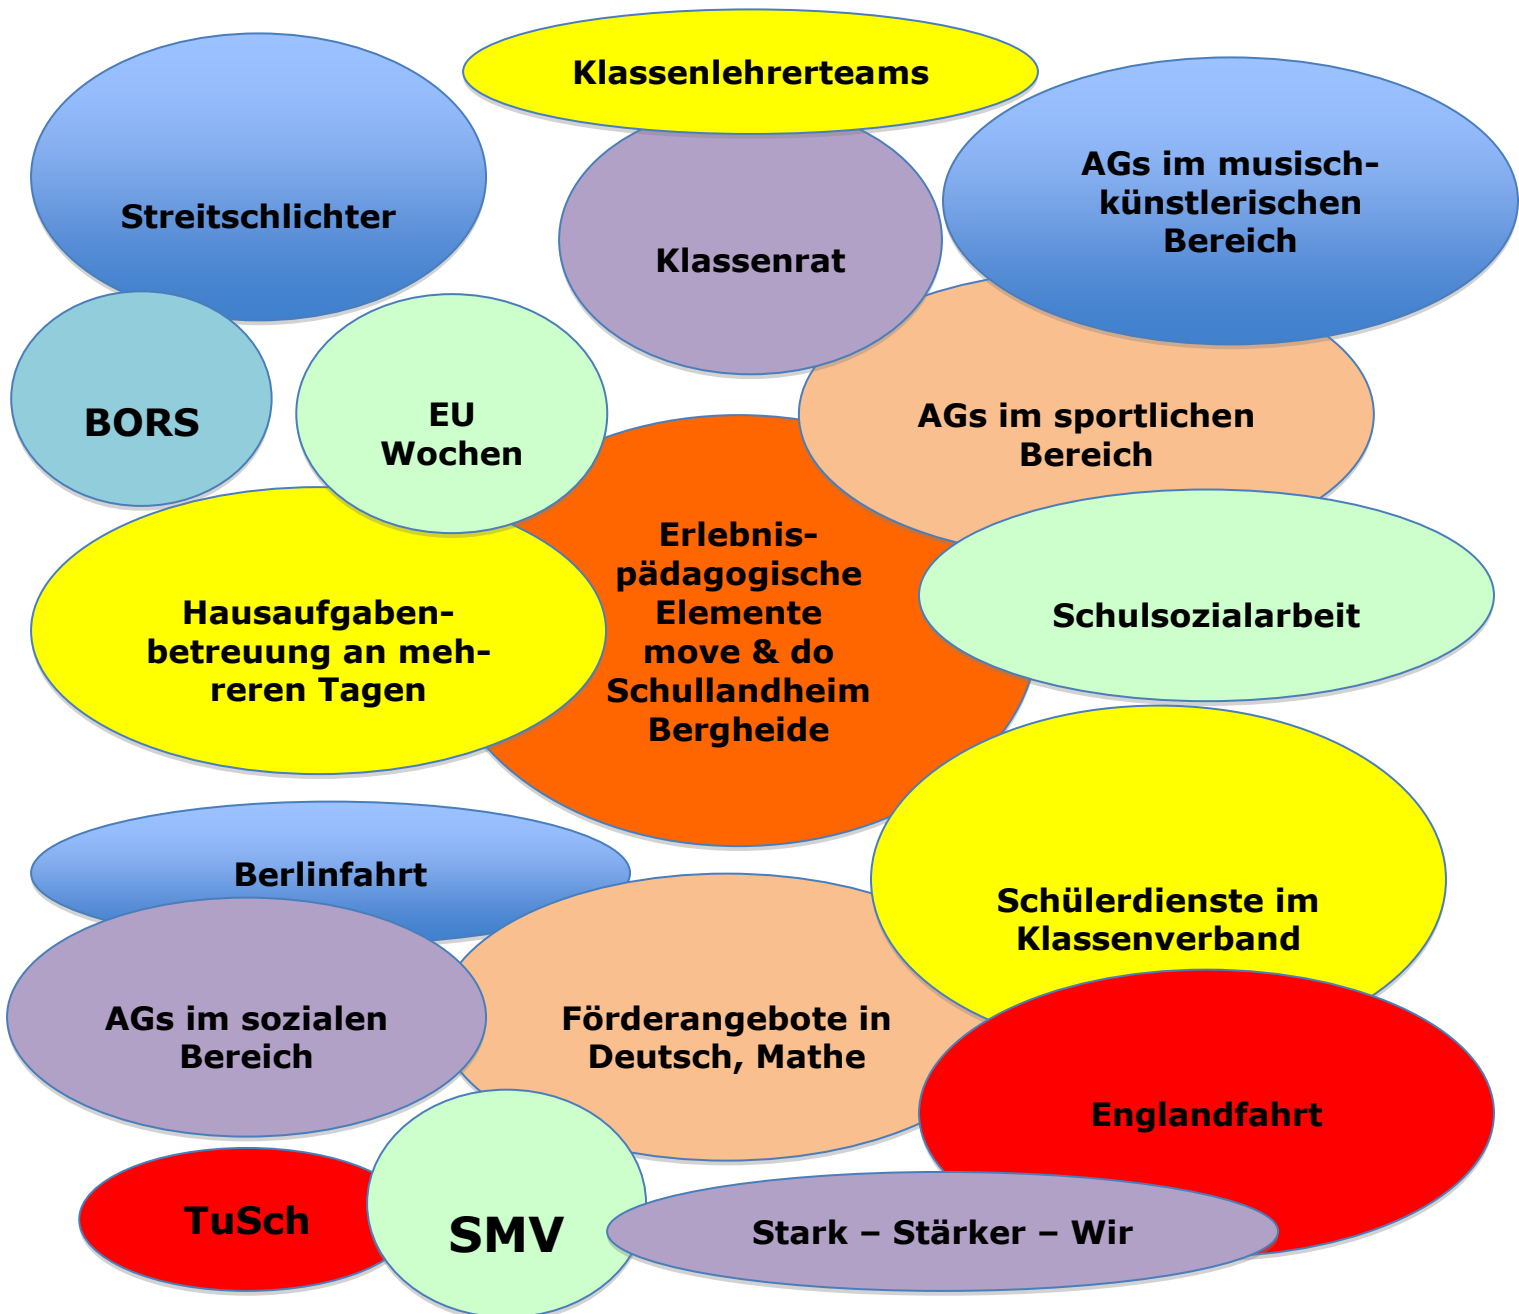 Klassenlehrerteams
Streitschlichter
Klassenrat
AGs im musisch-
künstlerischen
Bereich
BORS
EU
Wochen
AGs im sportlichen
Bereich
Hausaufgaben-
betreuung an meh-
reren Tagen
Erlebnis-
pädagogische
Elemente
move & do
Schullandheim
Bergheide
Schulsozialarbeit
Berlinfahrt
Schülerdienste im
Klassenverband
AGs im sozialen
Bereich
Förderangebote in
Deutsch, Mathe
Englandfahrt
TuSch
SMV
Stark – Stärker – Wir